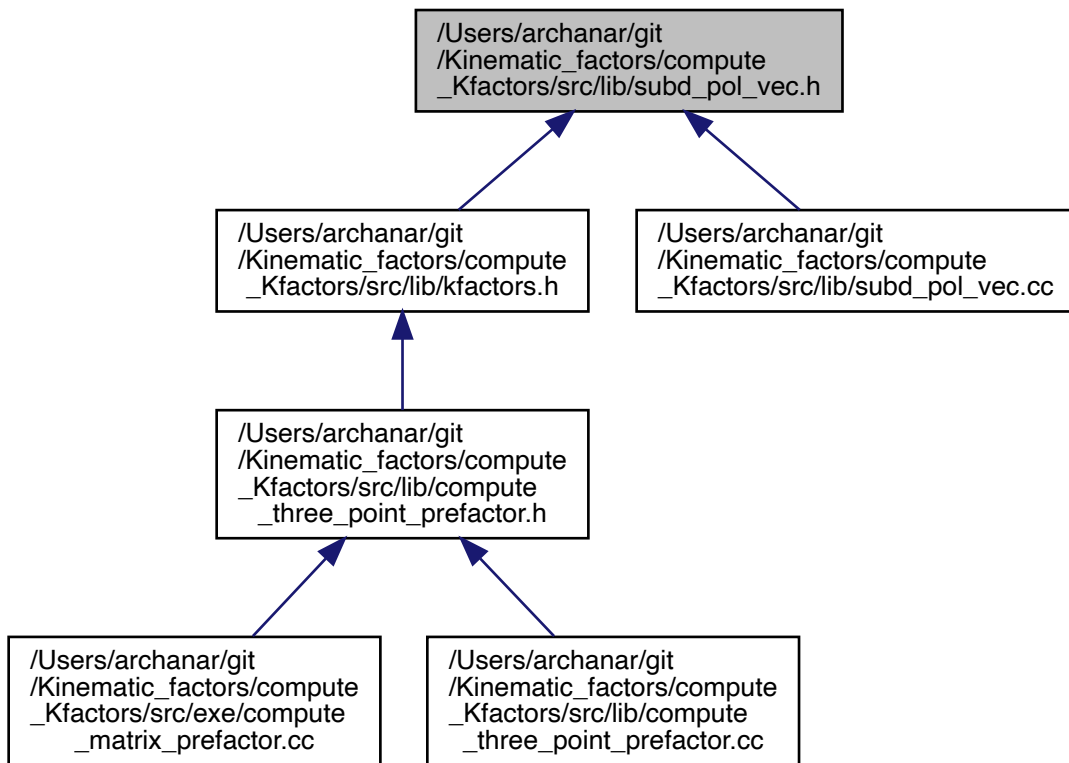 /Users/archanar/git
/Kinematic_factors/compute
_Kfactors/src/lib/subd_pol_vec.h
/Users/archanar/git
/Kinematic_factors/compute
_Kfactors/src/lib/kfactors.h
/Users/archanar/git
/Kinematic_factors/compute
_Kfactors/src/lib/subd_pol_vec.cc
/Users/archanar/git
/Kinematic_factors/compute
_Kfactors/src/lib/compute
_three_point_prefactor.h
/Users/archanar/git
/Kinematic_factors/compute
_Kfactors/src/exe/compute
_matrix_prefactor.cc
/Users/archanar/git
/Kinematic_factors/compute
_Kfactors/src/lib/compute
_three_point_prefactor.cc